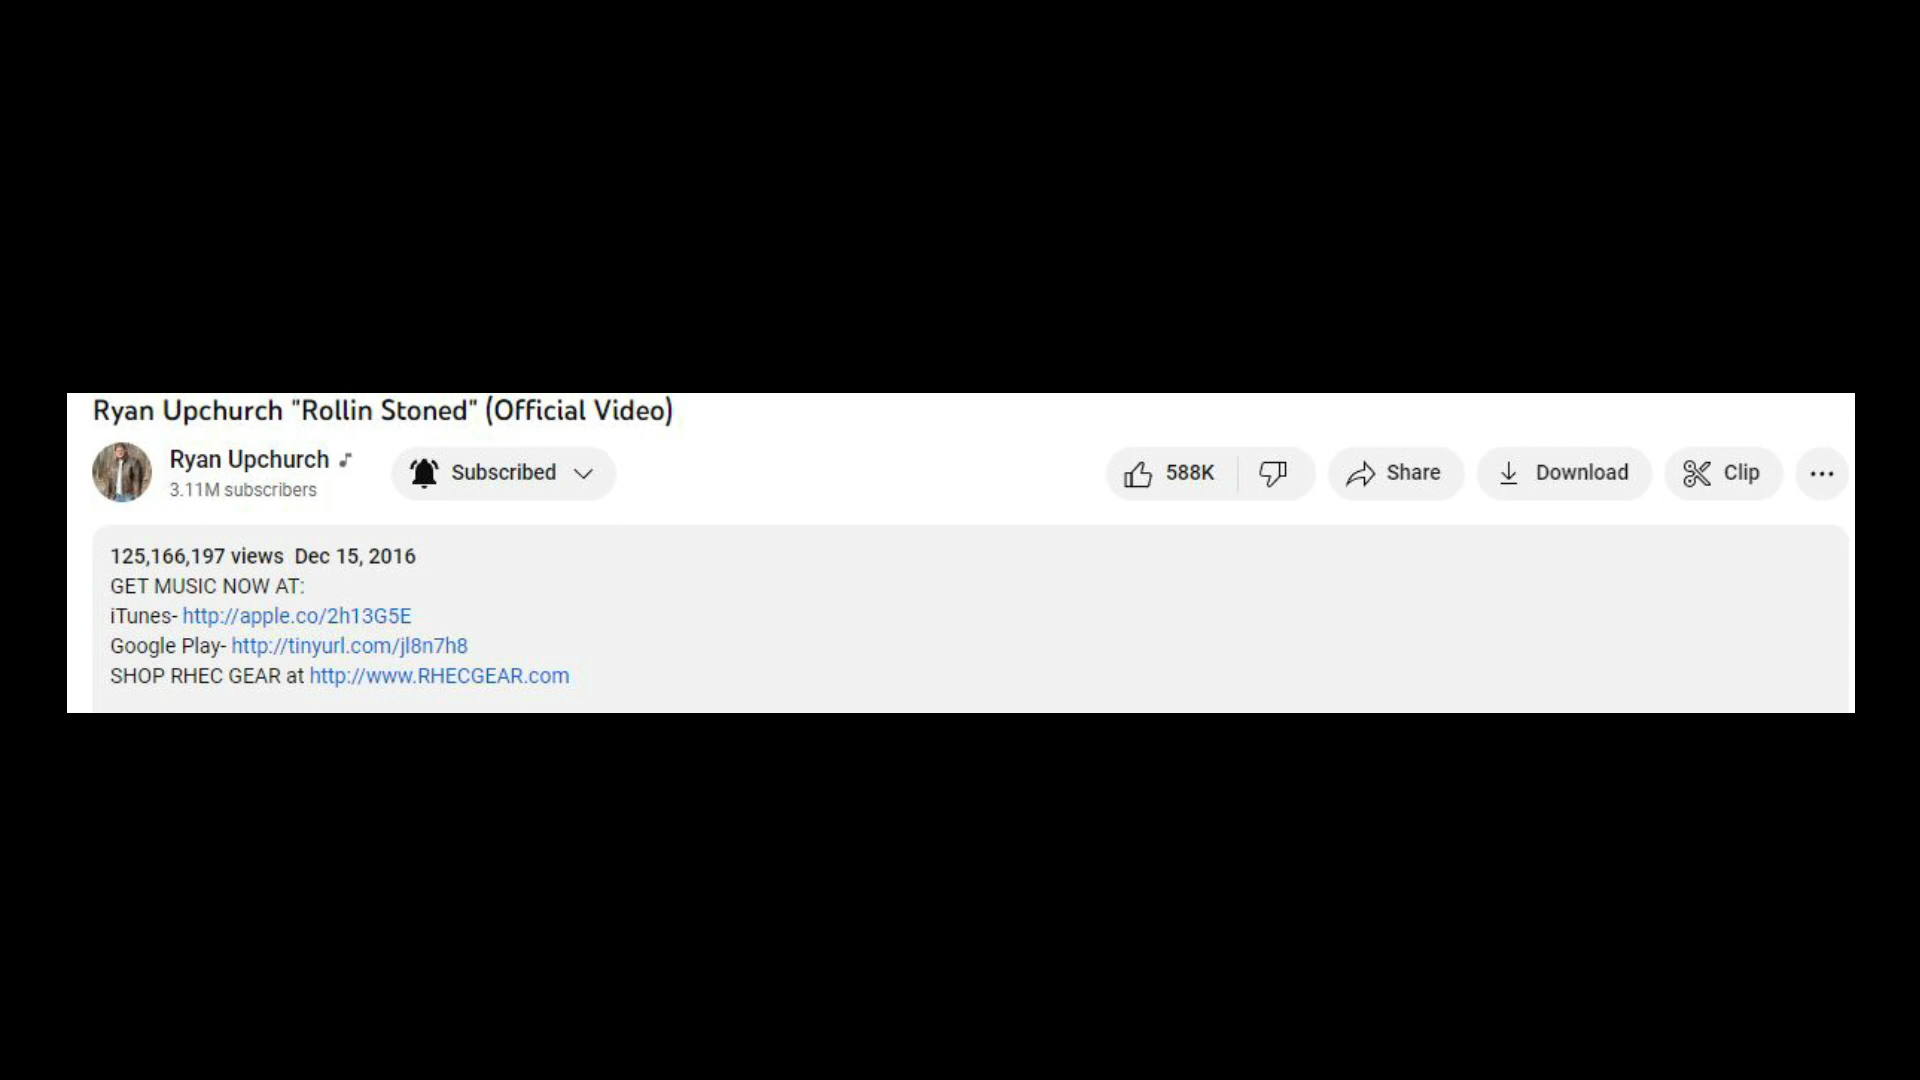 Ryan Upchurch "Rollin Stoned" (Official Video)
Ryan Upchurch
3.11M subscribers
Subscribed
588K
Share
Download
Clip
125,166,197 views  Dec 15, 2016
GET MUSIC NOW AT:
iTunes- http://apple.co/2h13G5E
Google Play- http://tinyurl.com/jl8n7h8
SHOP RHEC GEAR at http://www.RHECGEAR.com